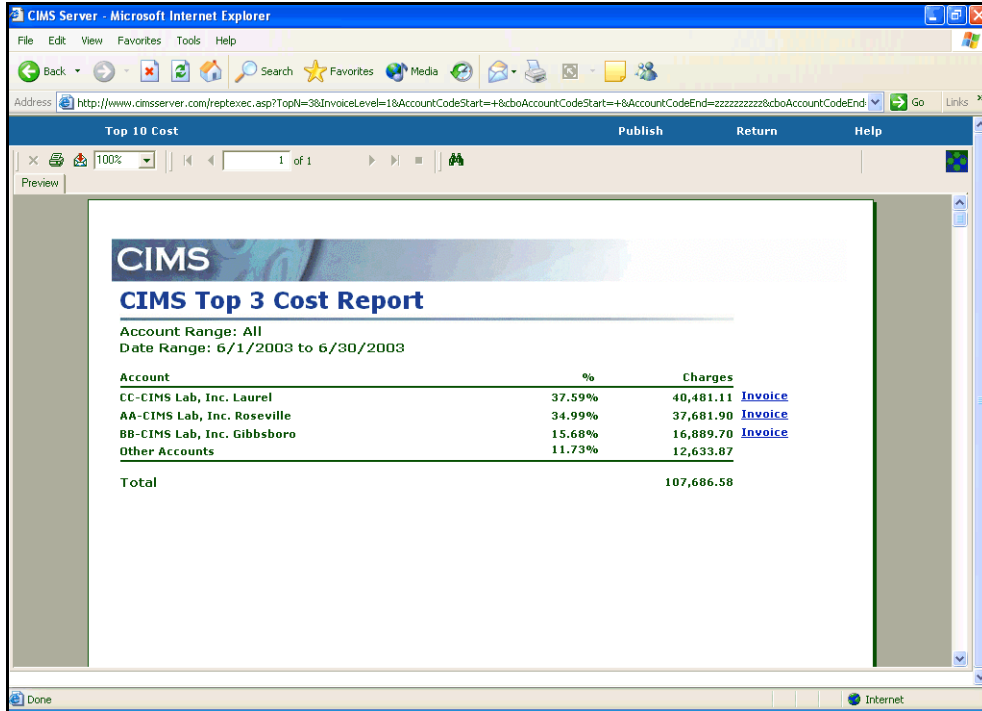 CIMS Server - Microsoft Internet Explorer
File Edit View Favorites Tools Help
Back Search Favorites Media
Address http://www.cimsserver.com/reptexec.asp?TopN=3&InvoiceLevel=1&AccountCodeStart=+&cboAccountCodeStart=+&AccountCodeEnd=zzzzzzzzzz&cboAccountCodeEnd= Go Links »
Top 10 Cost Publish Return Help
100% 1 of 1
Preview
CIMS
CIMS Top 3 Cost Report
Account Range: All
Date Range: 6/1/2003 to 6/30/2003
Account % Charges
CC-CIMS Lab, Inc. Laurel 37.59% 40,481.11 Invoice
AA-CIMS Lab, Inc. Roseville 34.99% 37,681.90 Invoice
BB-CIMS Lab, Inc. Gibbsboro 15.68% 16,889.70 Invoice
Other Accounts 11.73% 12,633.87
Total 107,686.58
Done Internet